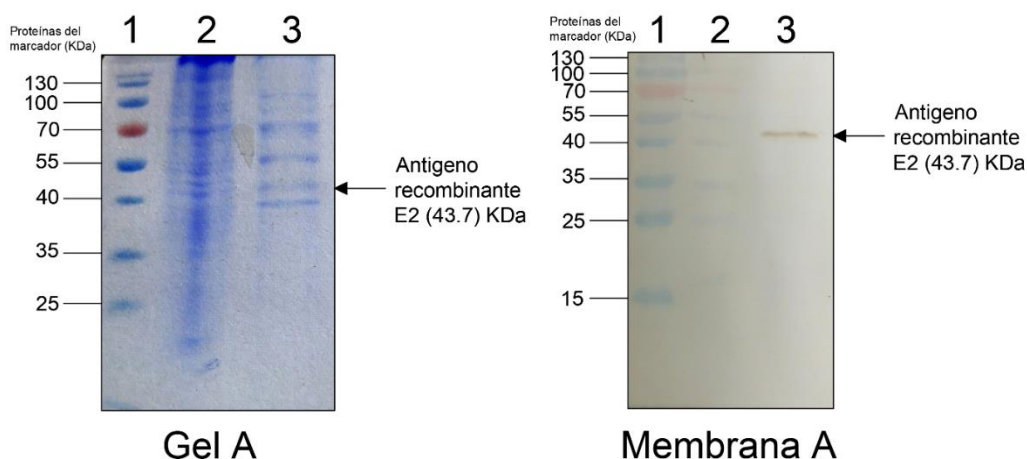 Proteínas del
marcador (KDa)
1 2 3
130
100
70
55
40
35
25
Antigeno
recombinante
E2 (43.7) KDa
Gel A
Proteínas del
marcador (KDa)
1 2 3
130
100
70
55
40
35
25
15
Antigeno
recombinante
E2 (43.7) KDa
Membrana A